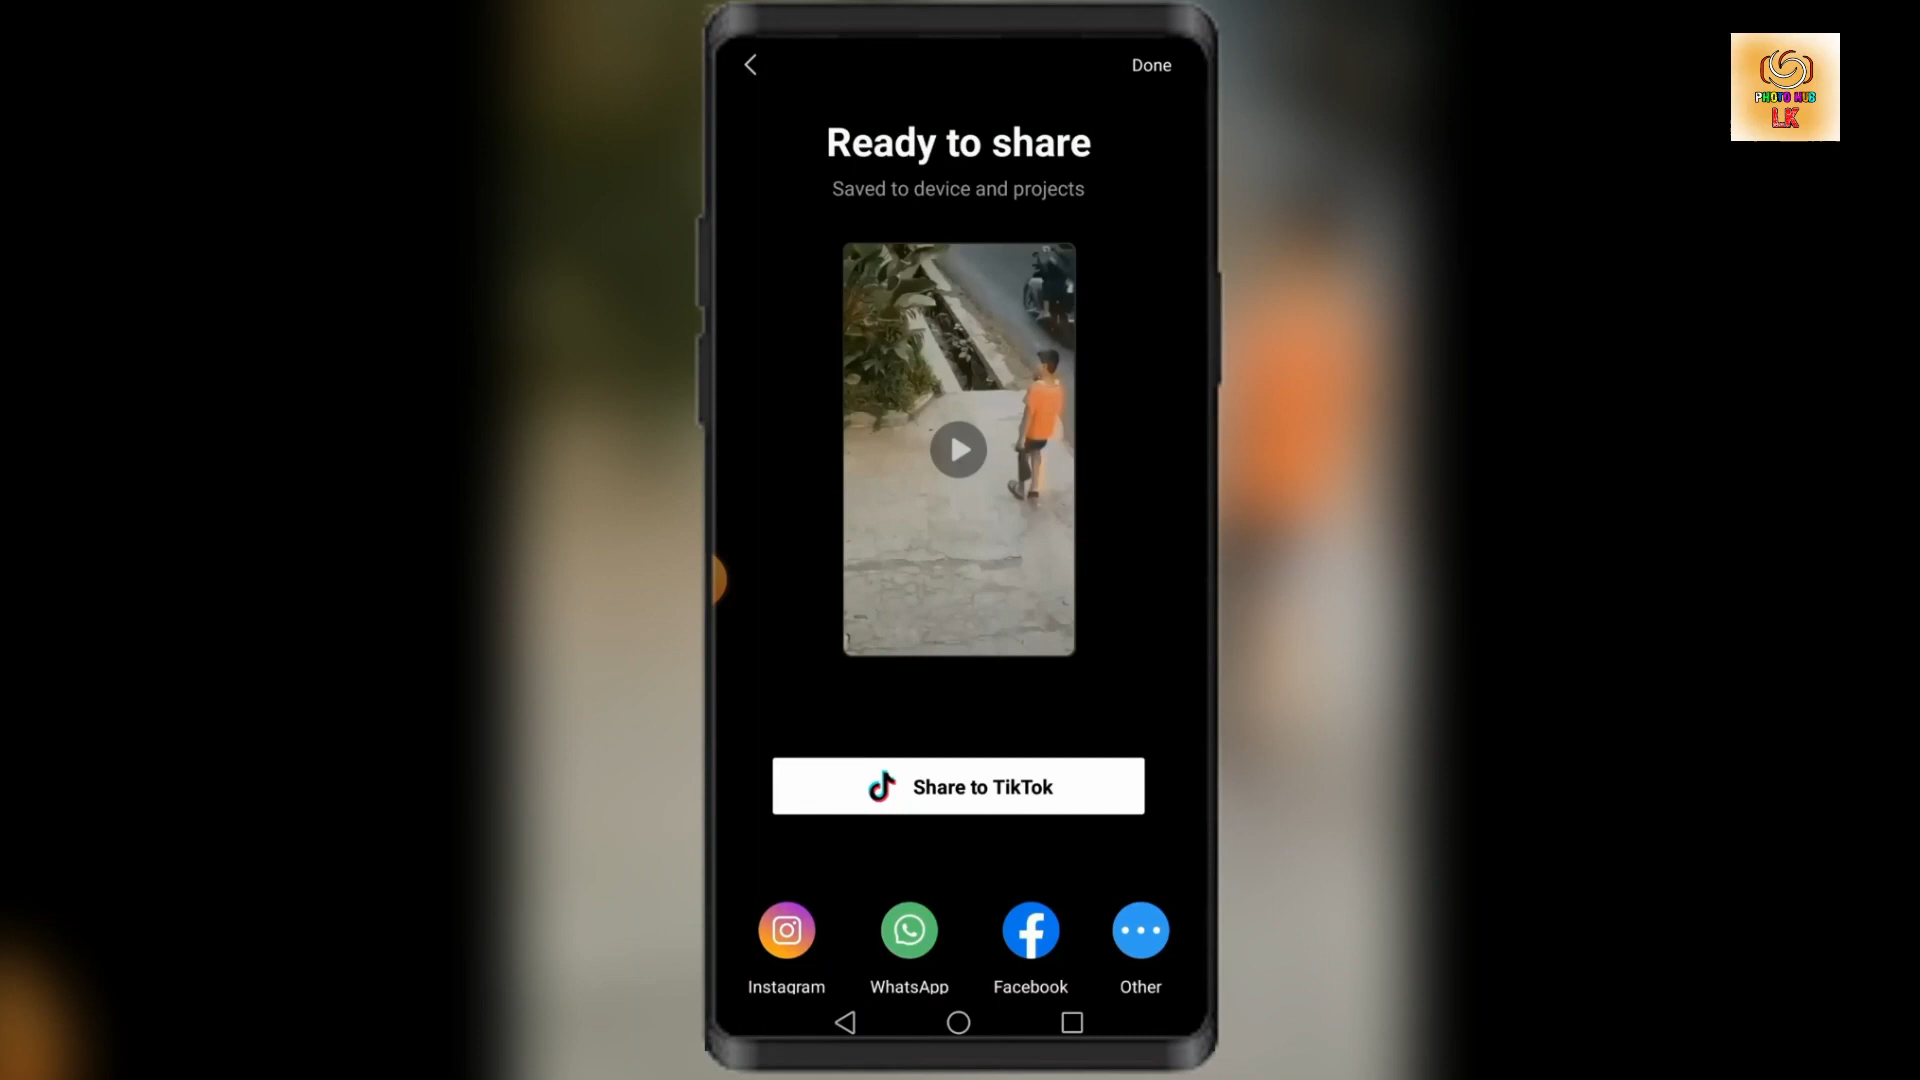 Done
PHOTO HUB
LK
Ready to share
Saved to device and projects
Share to TikTok
Instagram
WhatsApp
Facebook
Other